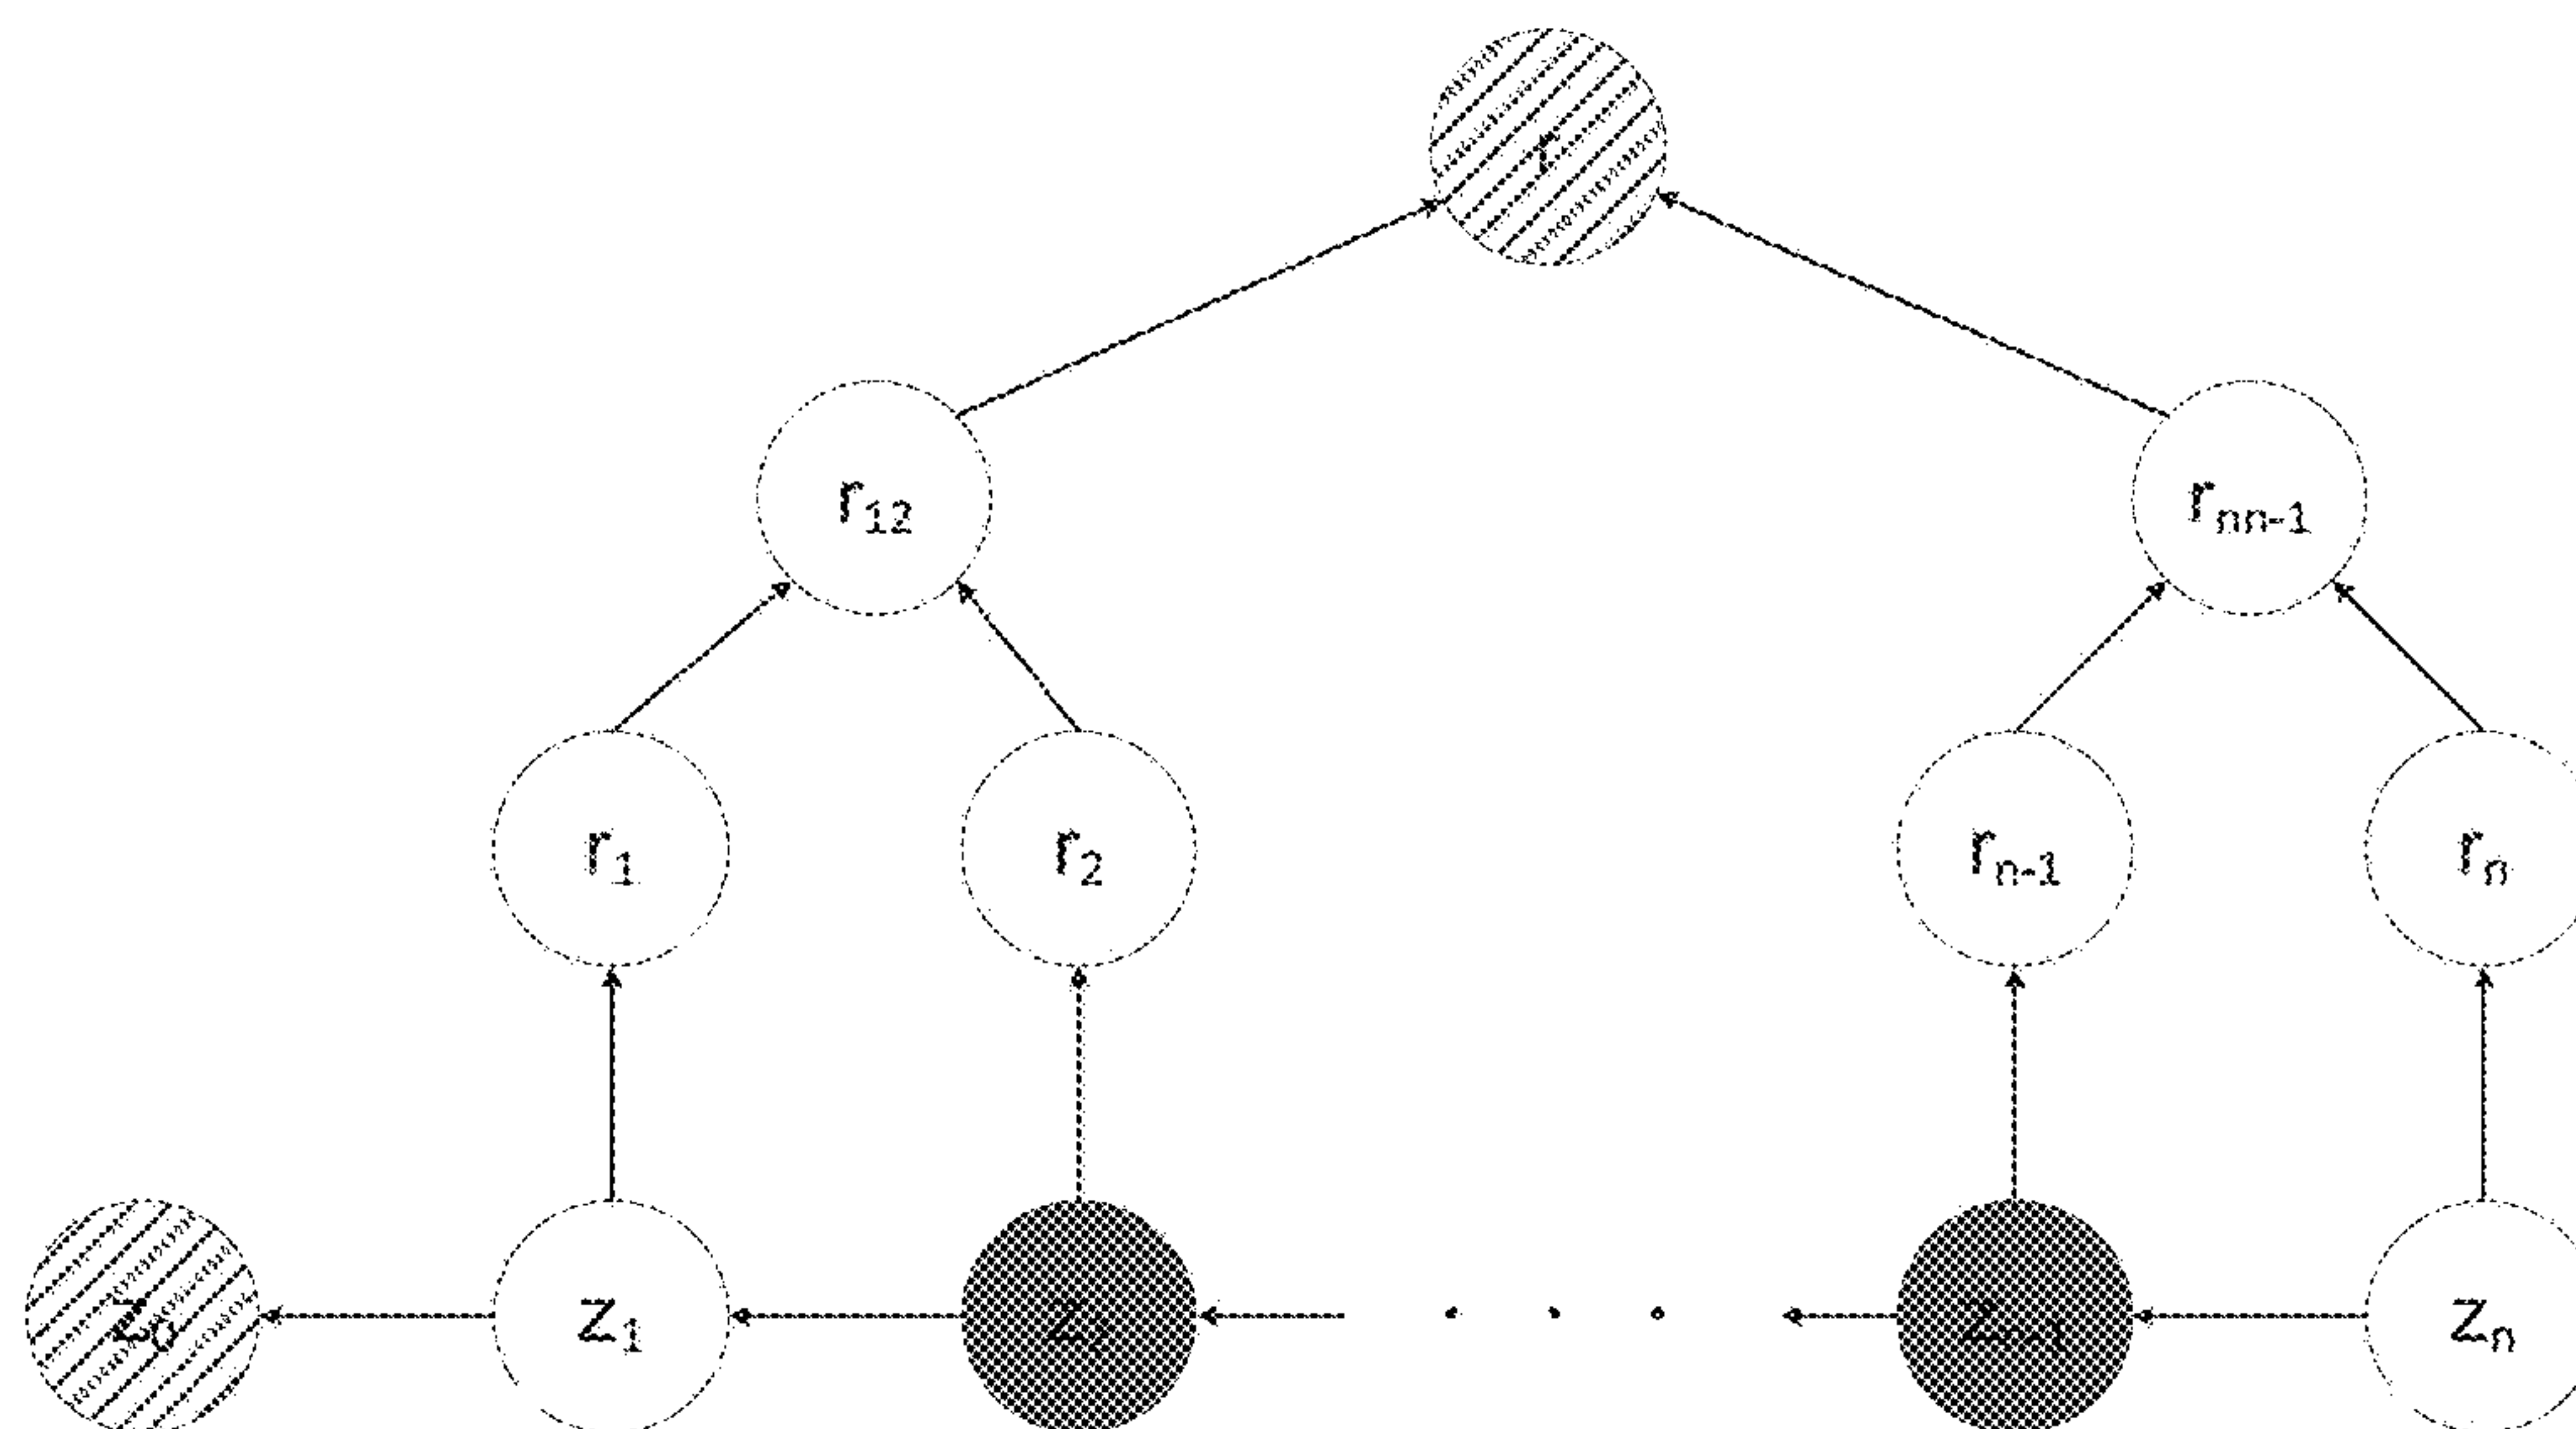 r
r₁₂ rₙₙ₋₁
r₁ r₂ rₙ₋₁ rₙ
z₀ z₁ zₙ